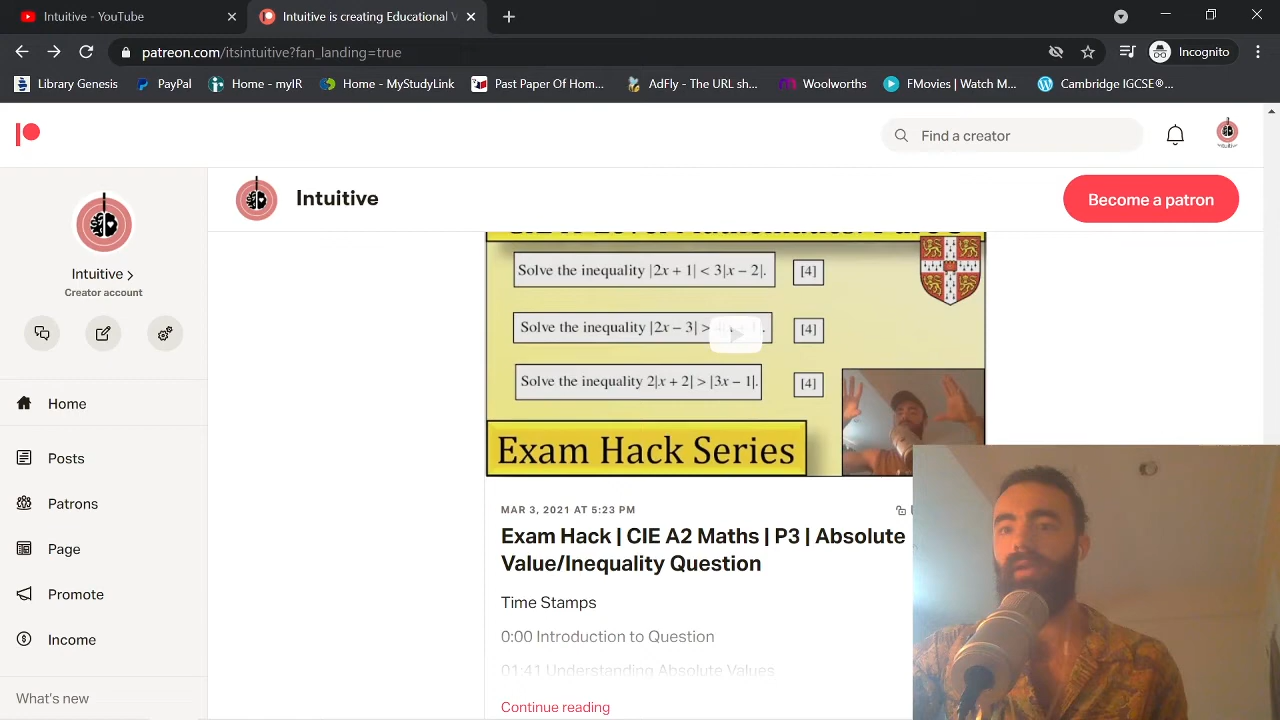 Intuitive - YouTube
Intuitive is creating Educational V
patreon.com/itsintuitive?fan_landing=true
Incognito
Library Genesis
PayPal
Home - myIR
Home - MyStudyLink
Past Paper Of Hom...
AdFly - The URL sh...
Woolworths
FMovies | Watch M...
Cambridge IGCSE®...
Find a creator
Intuitive
Become a patron
Intuitive
Creator account
Home
Posts
Patrons
Page
Promote
Income
What's new
Solve the inequality |2x + 1| < 3|x − 2|. [4]
Solve the inequality |2x − 3| > [4]
Solve the inequality 2|x + 2| > |3x − 1|. [4]
Exam Hack Series
MAR 3, 2021 AT 5:23 PM
Exam Hack | CIE A2 Maths | P3 | Absolute
Value/Inequality Question
Time Stamps
0:00 Introduction to Question
01:41 Understanding Absolute Values
Continue reading